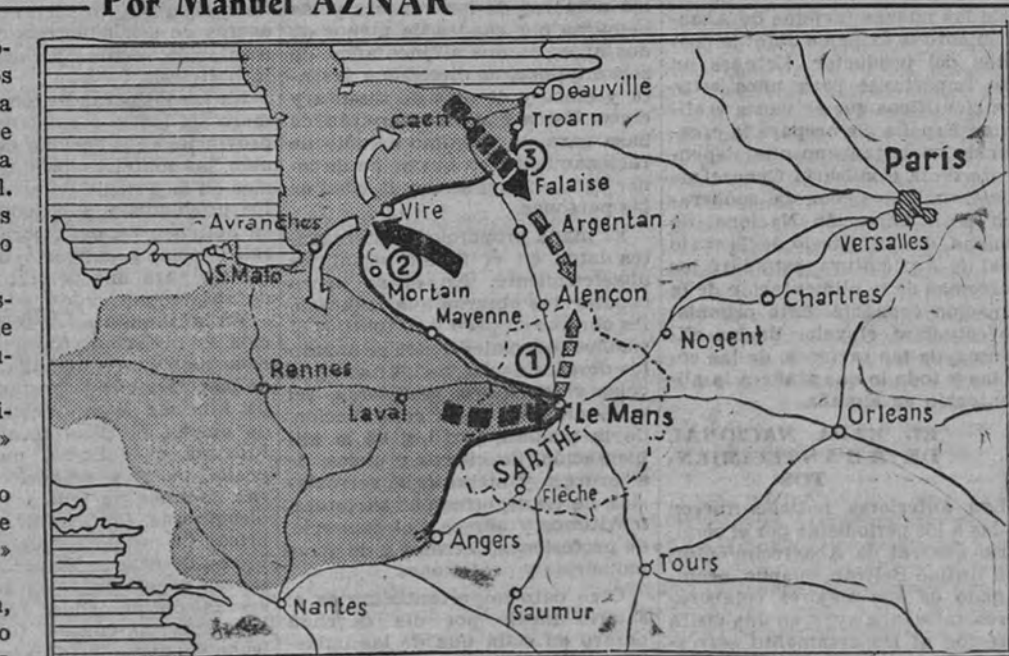 Por Manuel AZNAR
Deauville
Troarn
Caen
3
Falaise
París
Argentan
Vire
Avranches
Versalles
S.Malo
C
2
Mortain
Alençon
Chartres
Mayenne
Nogent
1
Rennes
Laval
Le Mans
Orleans
SARTHE
Flèche
Angers
Tours
Nantes
Saumur